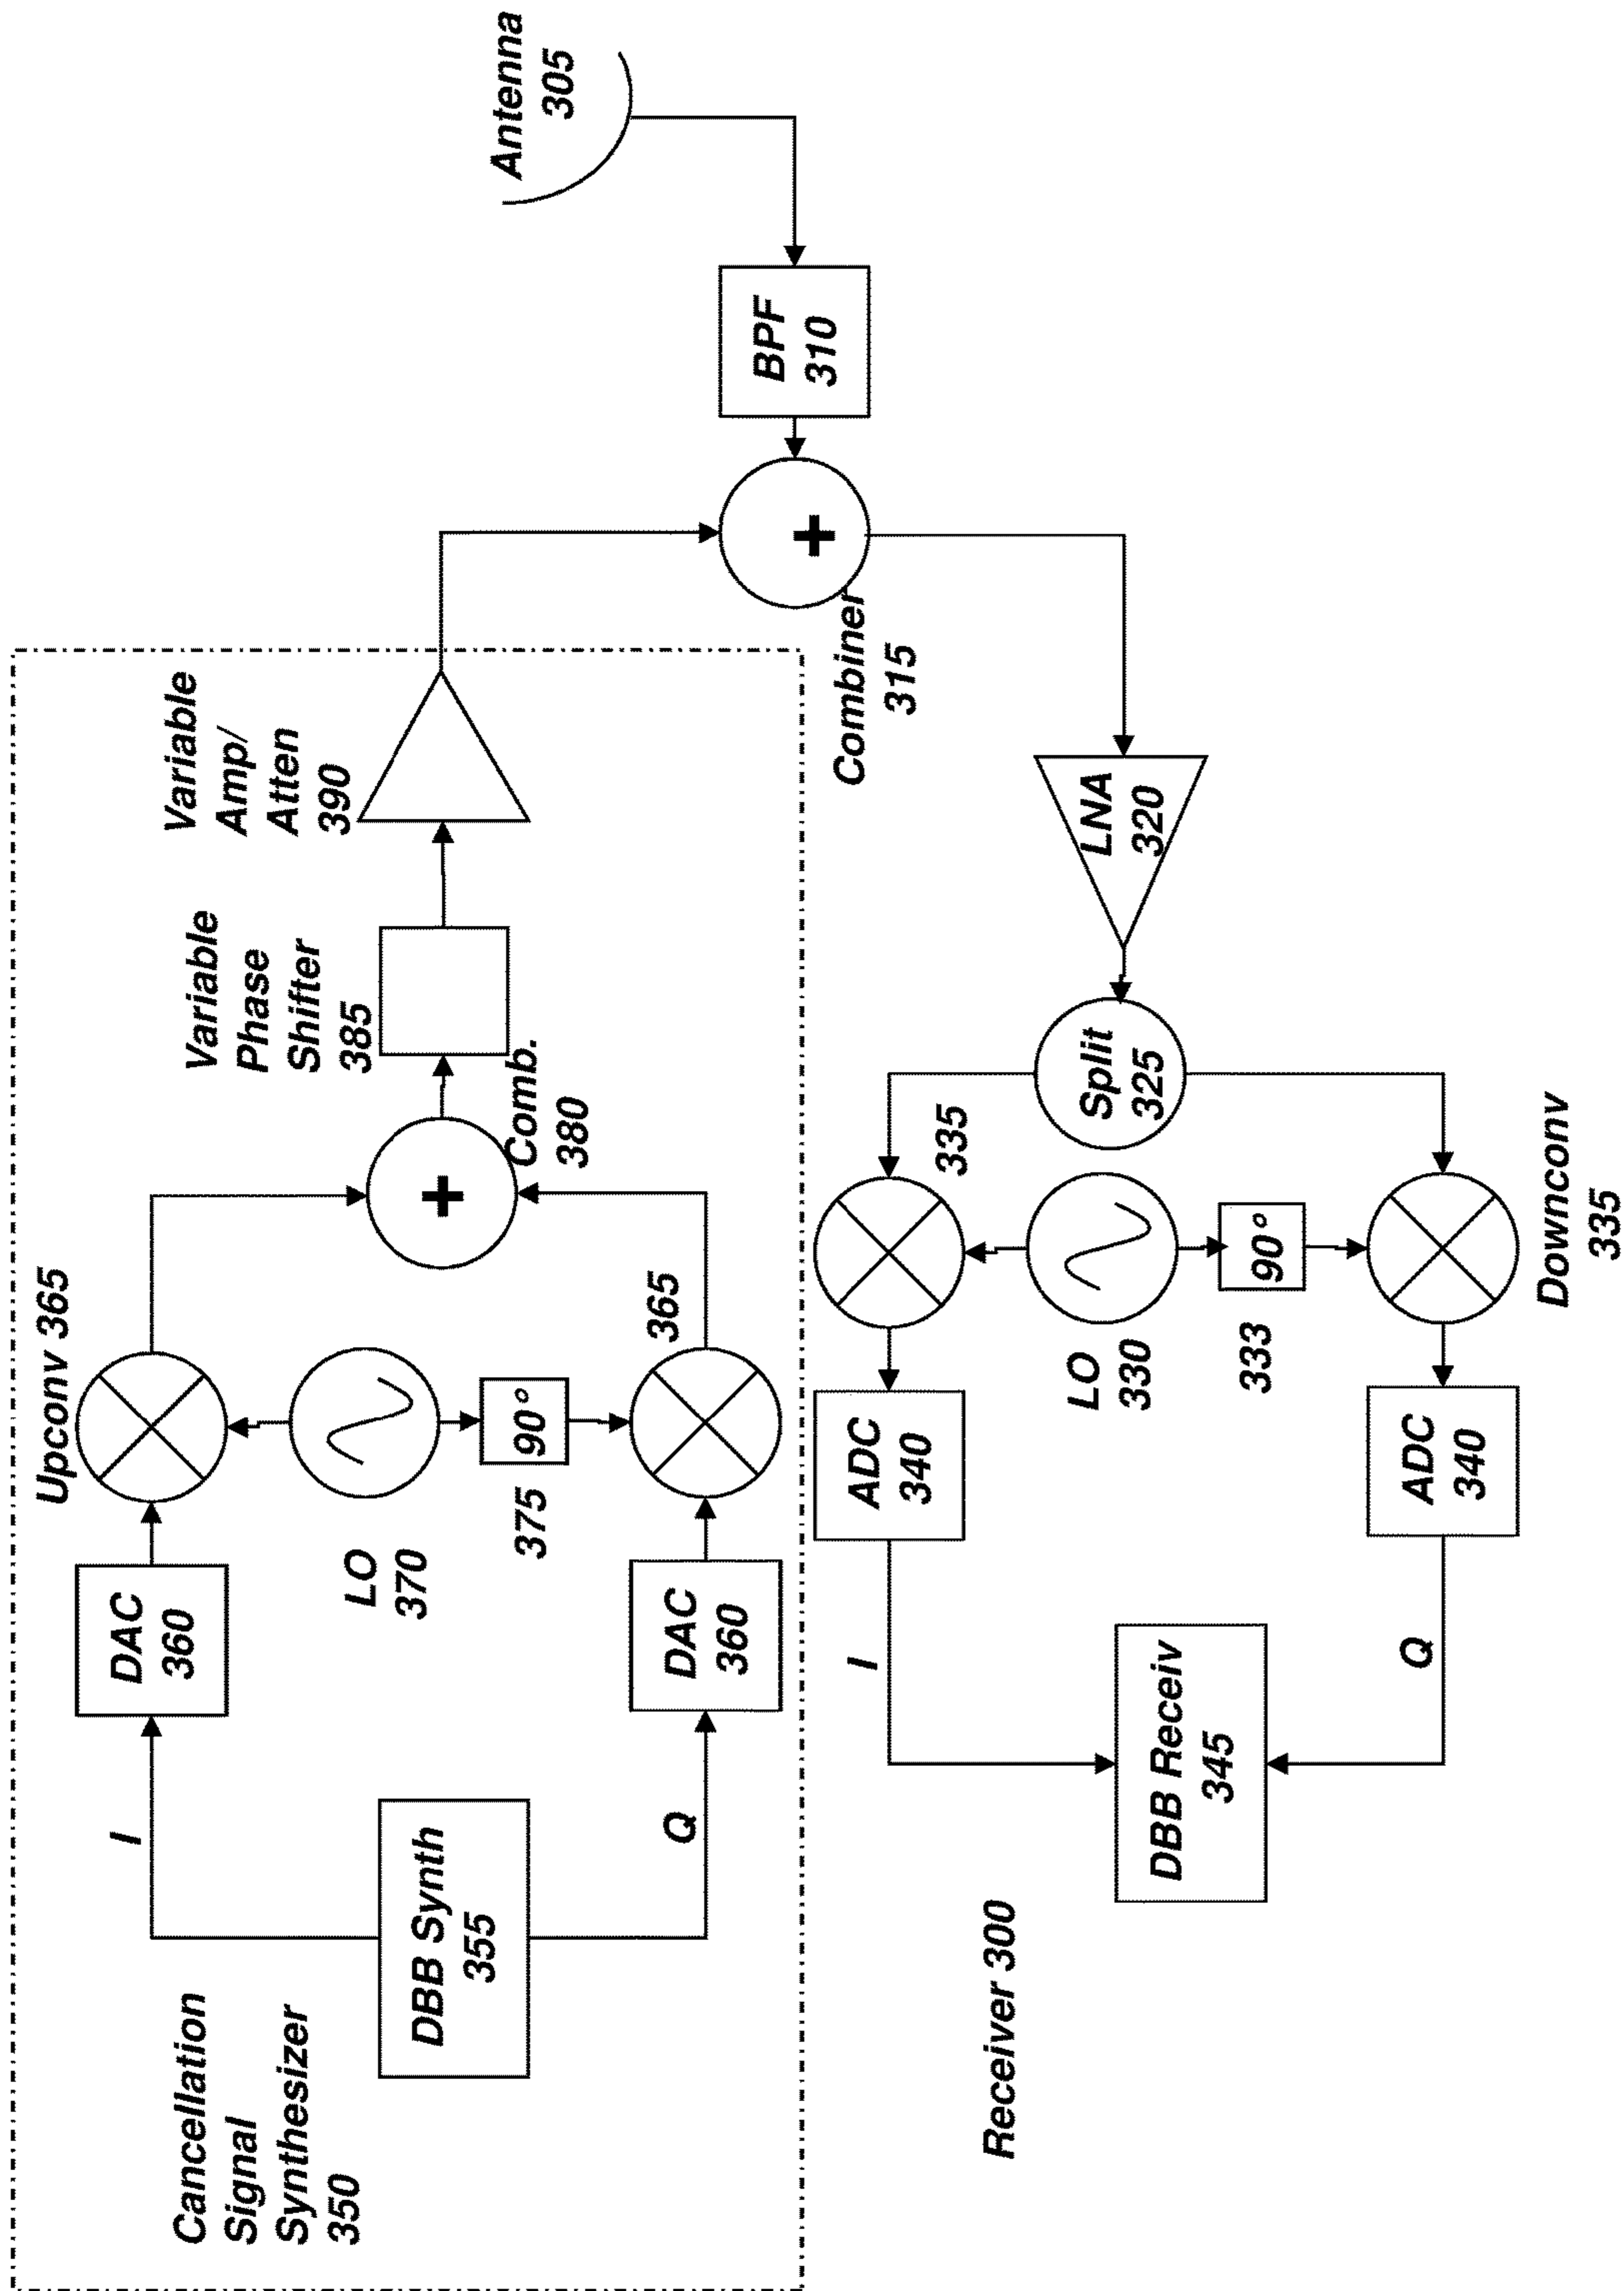 Cancellation
Signal
Synthesizer
350
DBB Synth
355
I
Q
DAC
360
DAC
360
Upconv 365
LO
370
90°
375
365
+
Comb.
380
Variable
Phase
Shifter
385
Variable
Amp/
Atten
390
Antenna
305
BPF
310
+
Combiner
315
LNA
320
Split
325
335
LO
330
90°
333
Downconv
335
ADC
340
ADC
340
I
Q
DBB Receiv
345
Receiver 300